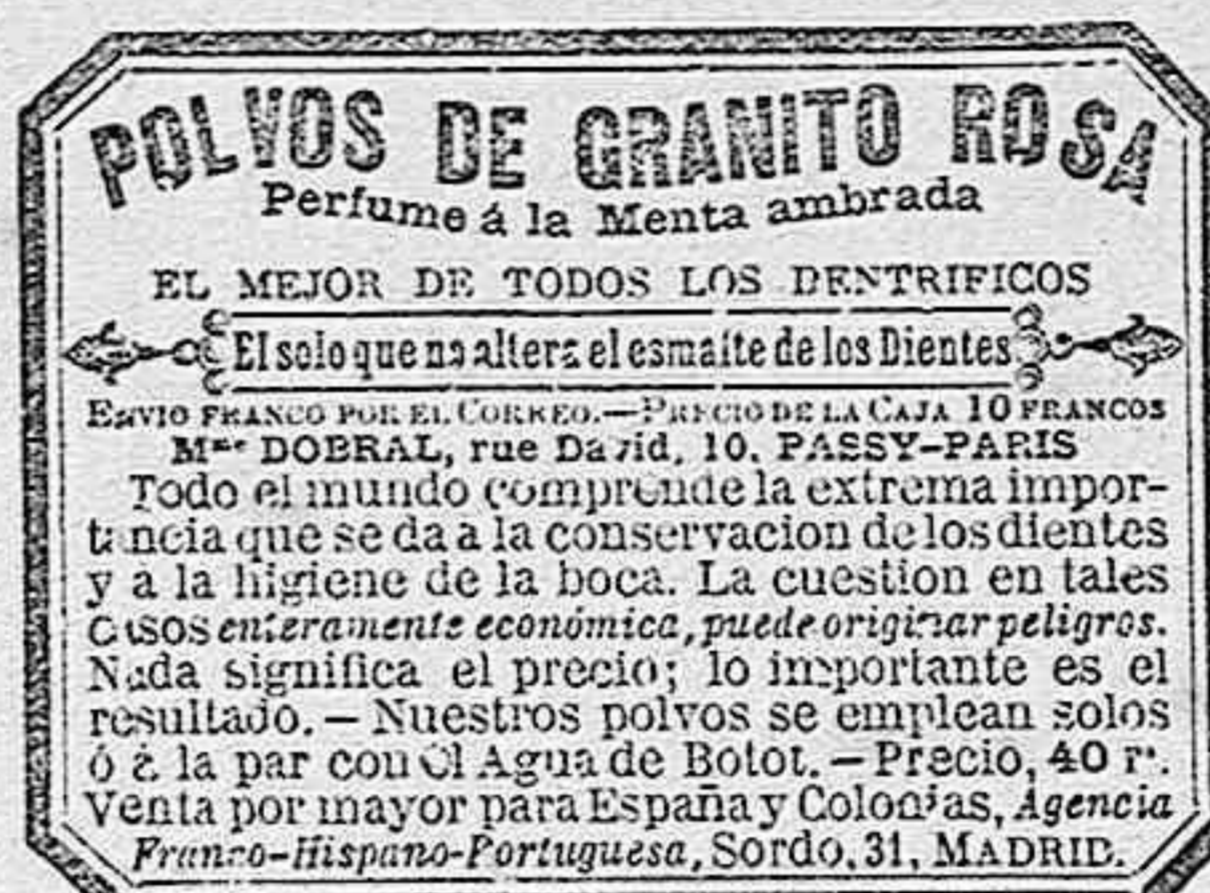 POLVOS DE GRANITO ROSA
Perfume á la Menta ambrada
EL MEJOR DE TODOS LOS DENTRIFICOS
El solo que no altera el esmalte de los Dientes
ENVIO FRANCO POR EL CORREO.—PRECIO DE LA CAJA 10 FRANCOS
Mme DOBRAL, rue David, 10, PASSY-PARIS
Todo el mundo comprende la extrema impor-
tancia que se da a la conservacion de los dientes
y a la higiene de la boca. La cuestion en tales
casos enteramente económica, puede originar peligros.
Nada significa el precio; lo importante es el
resultado.—Nuestros polvos se emplean solos
ó á la par con el Agua de Botot.—Precio, 40 rs.
Venta por mayor para España y Colonias, Agencia
Franco-Hispano-Portuguesa, Sordo, 31, MADRID.